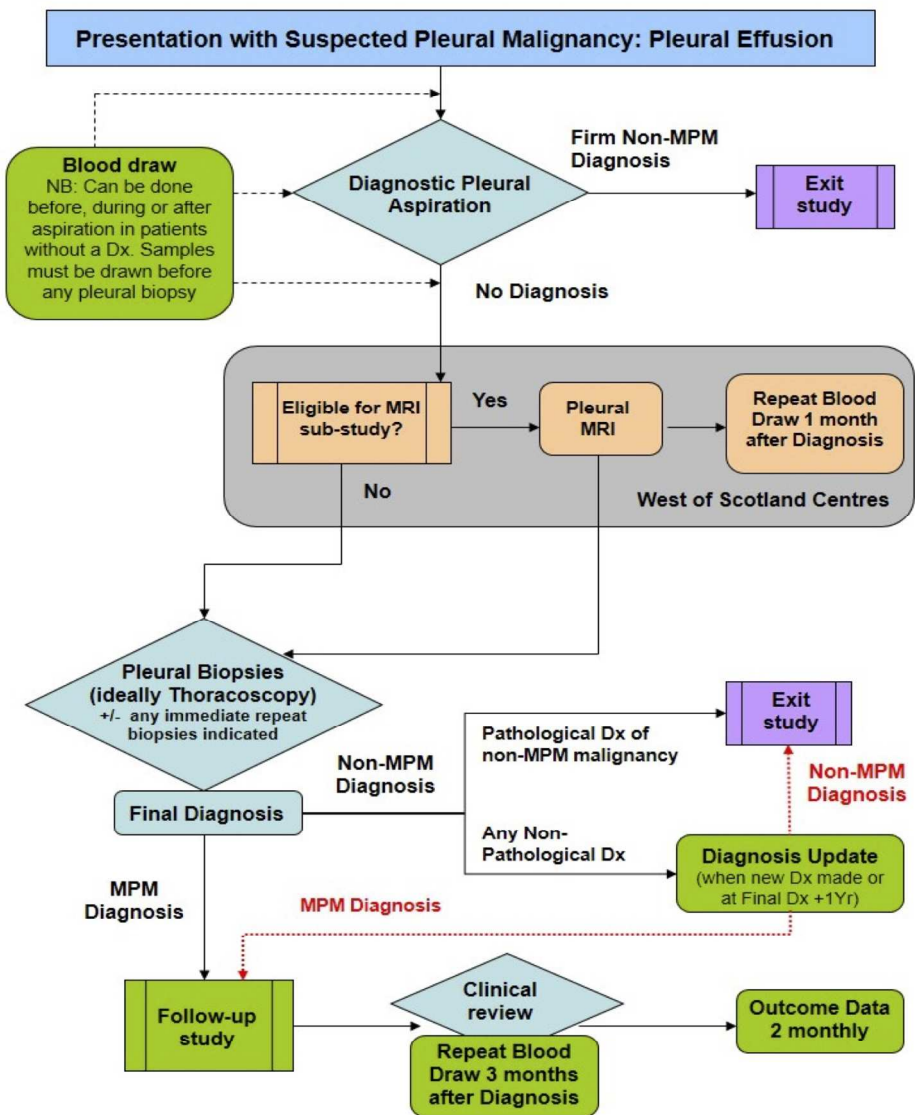 Presentation with Suspected Pleural Malignancy: Pleural Effusion
Blood draw
NB: Can be done
before, during or after
aspiration in patients
without a Dx. Samples
must be drawn before
any pleural biopsy
Diagnostic Pleural
Aspiration
Firm Non-MPM
Diagnosis
Exit
study
No Diagnosis
Eligible for MRI
sub-study?
Yes
Pleural
MRI
Repeat Blood
Draw 1 month
after Diagnosis
No
West of Scotland Centres
Pleural Biopsies
(ideally Thoracoscopy)
+/- any immediate repeat
biopsies indicated
Final Diagnosis
Non-MPM
Diagnosis
Pathological Dx of
non-MPM malignancy
Exit
study
Non-MPM
Diagnosis
Any Non-
Pathological Dx
Diagnosis Update
(when new Dx made or
at Final Dx +1Yr)
MPM
Diagnosis
MPM Diagnosis
Follow-up
study
Clinical
review
Repeat Blood
Draw 3 months
after Diagnosis
Outcome Data
2 monthly